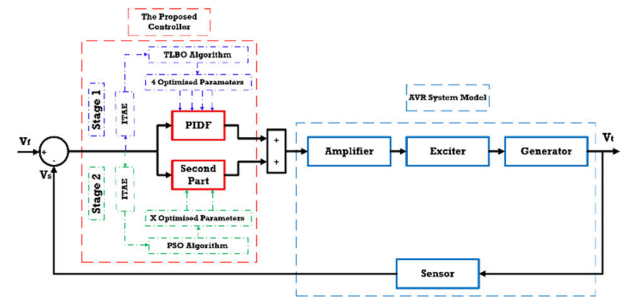 The Proposed
Controller
TLBO Algorithm
4 Optimised Parameters
Stage 1
ITAE
PIDF
AVR System Model
Vf
+
-
Vs
+
+
Amplifier
Exciter
Generator
Vt
Second
Part
Stage 2
ITAE
X Optimised Parameters
PSO Algorithm
Sensor